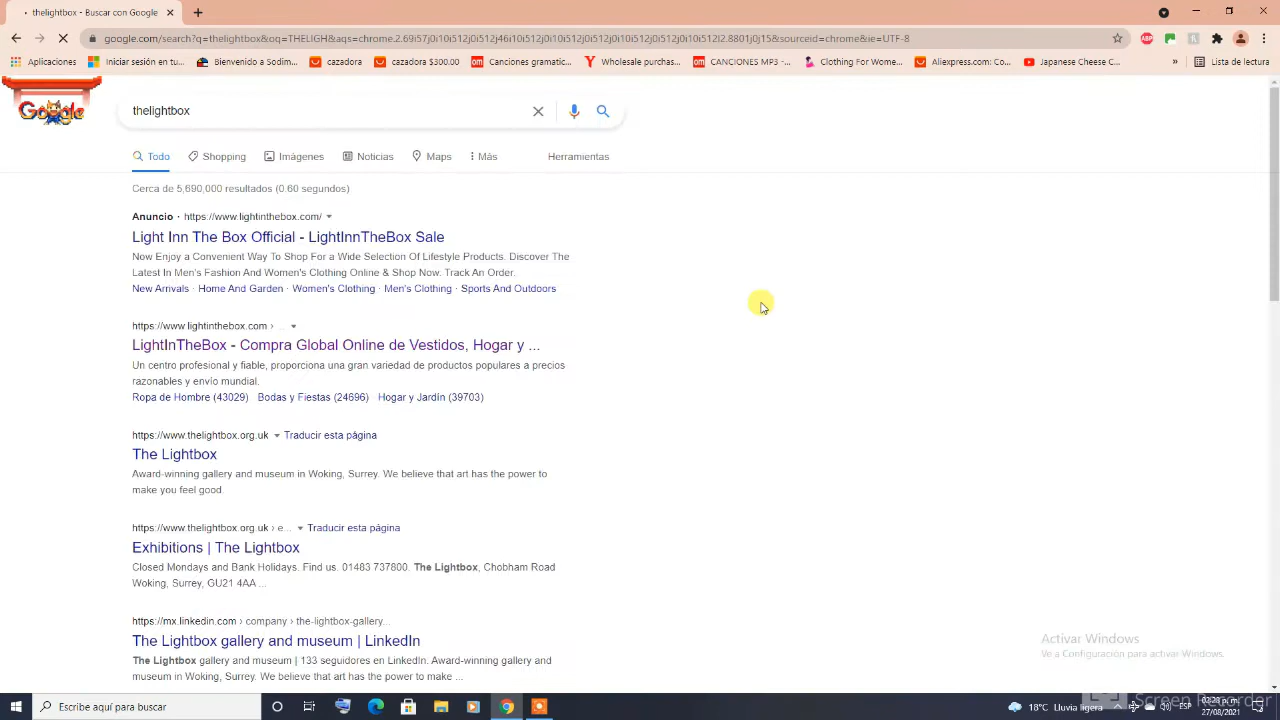 thelightbox - Buscar con Google
google.com/search?q=thelightbox&oq=THELIGH&aqs=chrome.2.69i57j0i10i512j0i512j46i10i512j0i10i512j0i10i512j0i512j0i10i512l2.8801j0j15&sourceid=chrome&ie=UTF-8
Aplicaciones Iniciar sesión en tu... Bienvenido a Sodim... cazadora cazadora $300.00 Canciones gramatic... Wholesale purchas... CANCIONES MP3 -... Clothing For Wome... Aliexpress.com: Co... Japanese Cheese C... » Lista de lectura
Google
thelightbox
Todo Shopping Imágenes Noticias Maps Más Herramientas
Cerca de 5,690,000 resultados (0.60 segundos)
Anuncio · https://www.lightinthebox.com/
Light Inn The Box Official - LightInnTheBox Sale
Now Enjoy a Convenient Way To Shop For a Wide Selection Of Lifestyle Products. Discover The
Latest In Men's Fashion And Women's Clothing Online & Shop Now. Track An Order.
New Arrivals · Home And Garden · Women's Clothing · Men's Clothing · Sports And Outdoors
https://www.lightinthebox.com ›
LightInTheBox - Compra Global Online de Vestidos, Hogar y ...
Un centro profesional y fiable, proporciona una gran variedad de productos populares a precios
razonables y envío mundial.
Ropa de Hombre (43029) Bodas y Fiestas (24696) Hogar y Jardín (39703)
https://www.thelightbox.org.uk Traducir esta página
The Lightbox
Award-winning gallery and museum in Woking, Surrey. We believe that art has the power to
make you feel good.
https://www.thelightbox.org.uk › e... Traducir esta página
Exhibitions | The Lightbox
Closed Mondays and Bank Holidays. Find us. 01483 737800. The Lightbox, Chobham Road
Woking, Surrey, GU21 4AA ...
https://mx.linkedin.com › company › the-lightbox-gallery...
The Lightbox gallery and museum | LinkedIn
The Lightbox gallery and museum | 133 seguidores en LinkedIn. Award-winning gallery and
museum in Woking, Surrey. We believe that art has the power to make ...
Activar Windows
Ve a Configuración para activar Windows.
Screen Recorder
Escribe aquí para buscar
18°C Lluvia ligera
ESP
27/08/2021